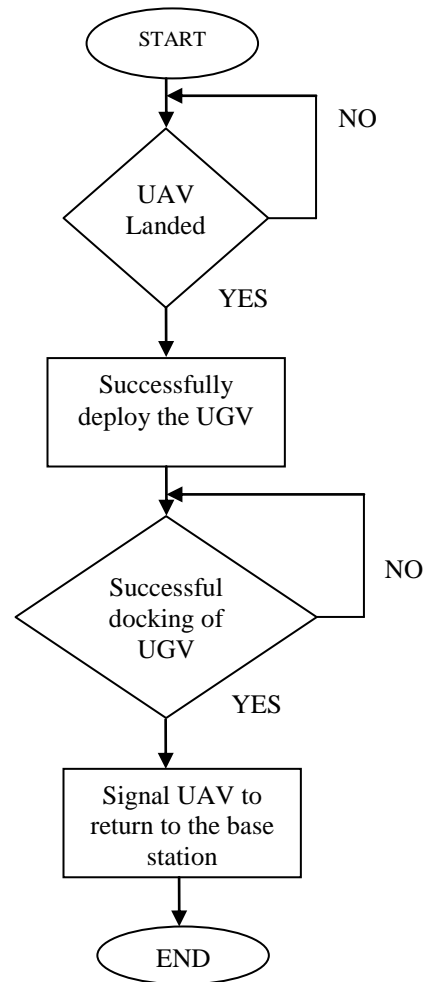 START
NO
UAV
Landed
YES
Successfully
deploy the UGV
NO
Successful
docking of
UGV
YES
Signal UAV to
return to the base
station
END